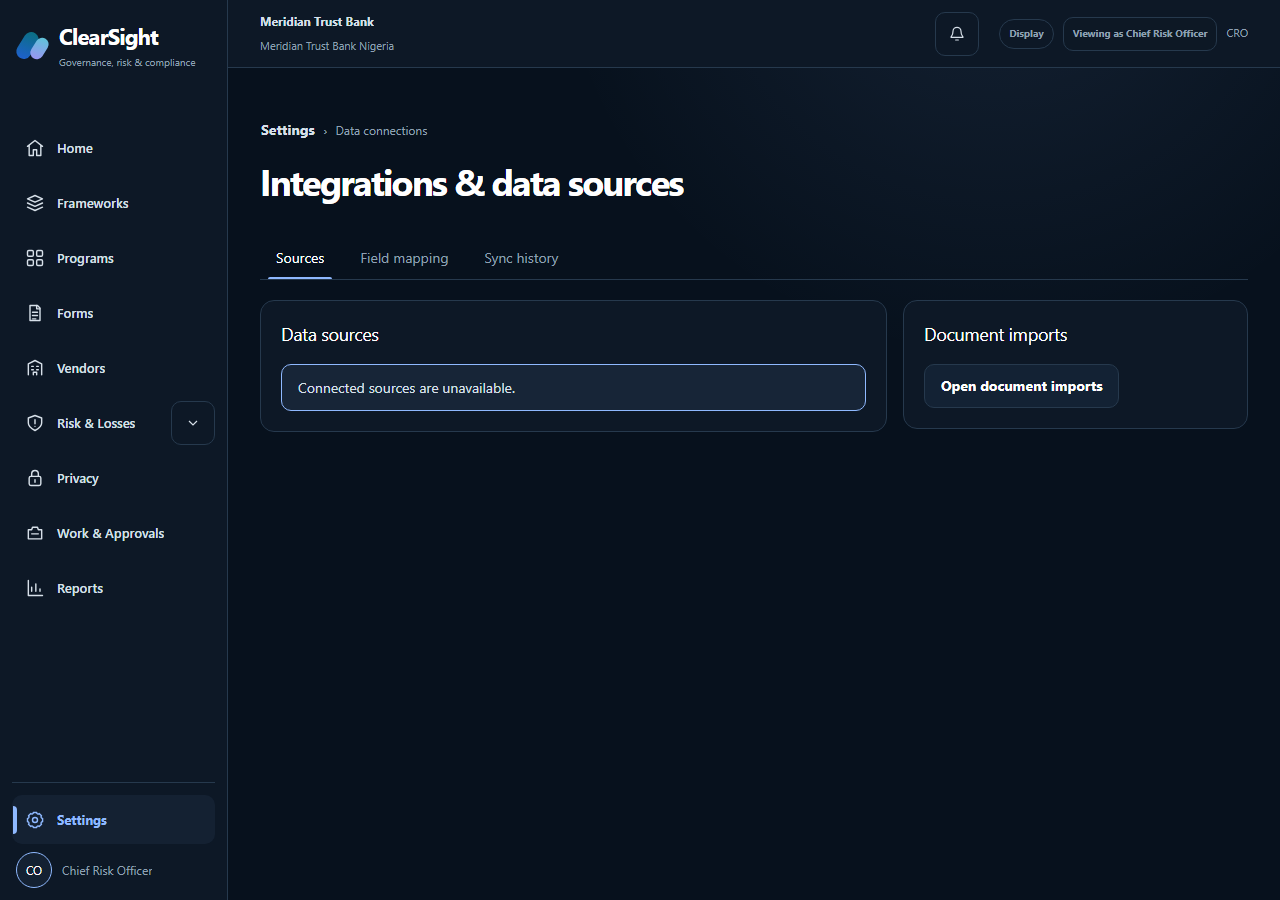 ClearSight
Governance, risk & compliance
Meridian Trust Bank
Meridian Trust Bank Nigeria
Display
Viewing as Chief Risk Officer
CRO
Home
Frameworks
Programs
Forms
Vendors
Risk & Losses
Privacy
Work & Approvals
Reports
Settings
CO
Chief Risk Officer
Settings › Data connections
Integrations & data sources
Sources
Field mapping
Sync history
Data sources
Connected sources are unavailable.
Document imports
Open document imports